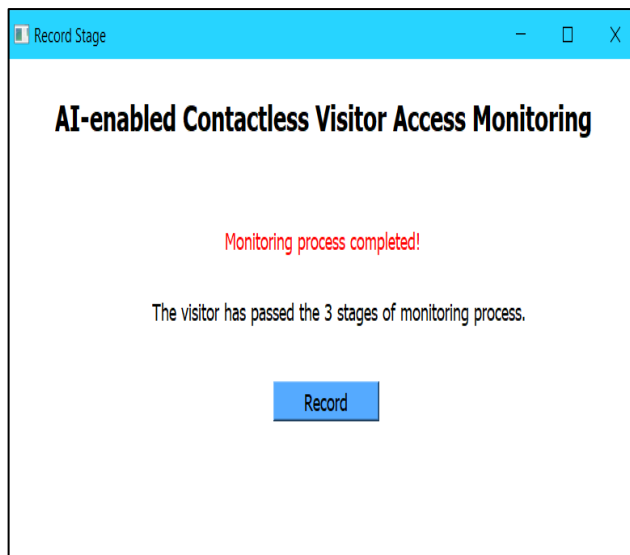 Record Stage
AI-enabled Contactless Visitor Access Monitoring
Monitoring process completed!
The visitor has passed the 3 stages of monitoring process.
Record